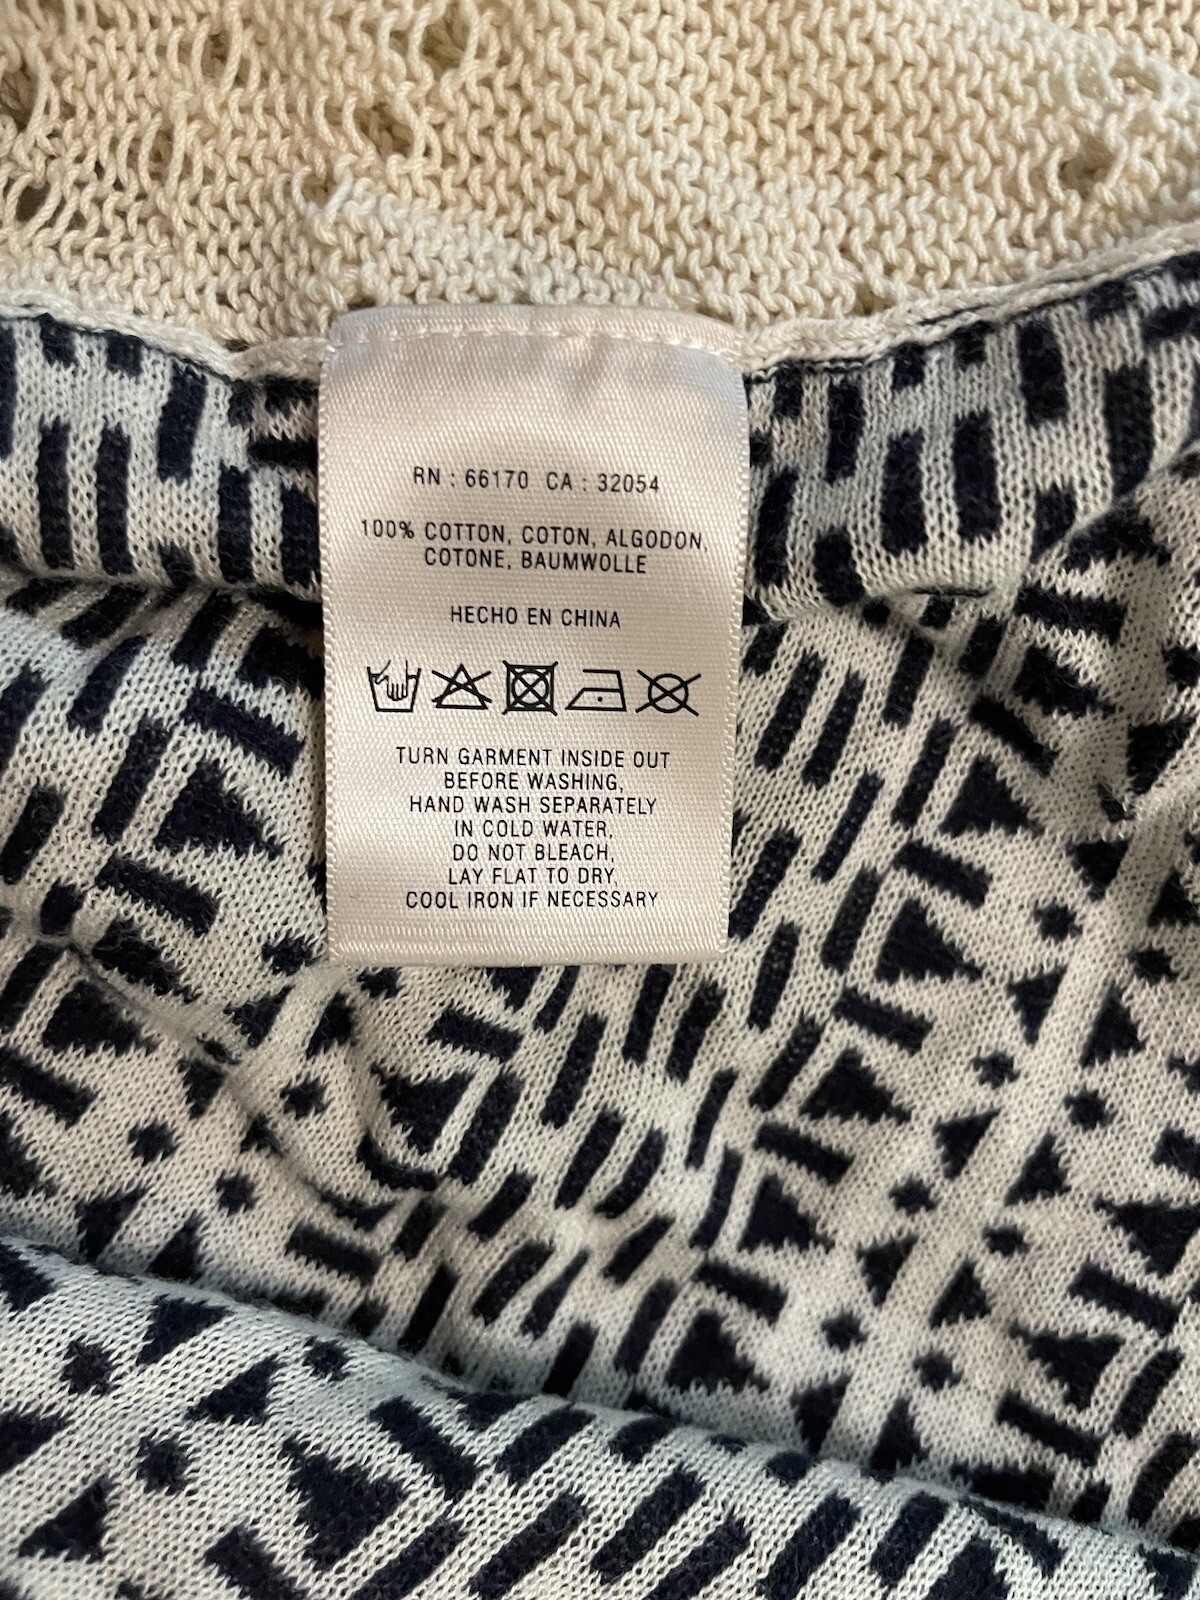 RN : 66170 CA : 32054
100% COTTON, COTON, ALGODON,
COTONE, BAUMWOLLE
HECHO EN CHINA
TURN GARMENT INSIDE OUT
BEFORE WASHING,
HAND WASH SEPARATELY
IN COLD WATER,
DO NOT BLEACH,
LAY FLAT TO DRY,
COOL IRON IF NECESSARY